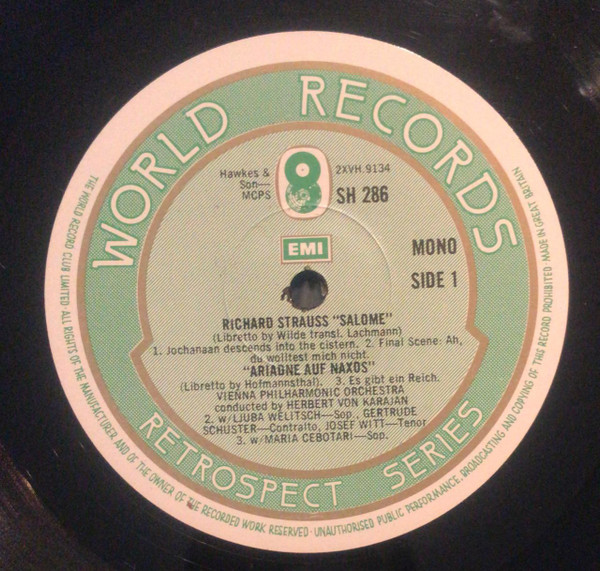 WORLD RECORDS
Hawkes &
Son—
MCPS
2XVH.9134
SH 286
EMI
MONO
SIDE 1
RICHARD STRAUSS "SALOME"
(Libretto by Wilde transl. Lachmann)
1. Jochanaan descends into the cistern. 2. Final Scene: Ah,
du wolltest mich nicht.
"ARIADNE AUF NAXOS"
(Libretto by Hofmannsthal). 3. Es gibt ein Reich.
VIENNA PHILHARMONIC ORCHESTRA
conducted by HERBERT VON KARAJAN
2. w/LJUBA WELITSCH—Sop., GERTRUDE
SCHUSTER—Contralto, JOSEF WITT—Tenor
3. w/MARIA CEBOTARI—Sop.
RETROSPECT SERIES
THE WORLD RECORD CLUB LIMITED · ALL RIGHTS OF THE MANUFACTURER AND OF THE OWNER OF THE RECORDED WORK RESERVED · UNAUTHORISED PUBLIC PERFORMANCE, BROADCASTING AND COPYING OF THIS RECORD PROHIBITED MADE IN GREAT BRITAIN